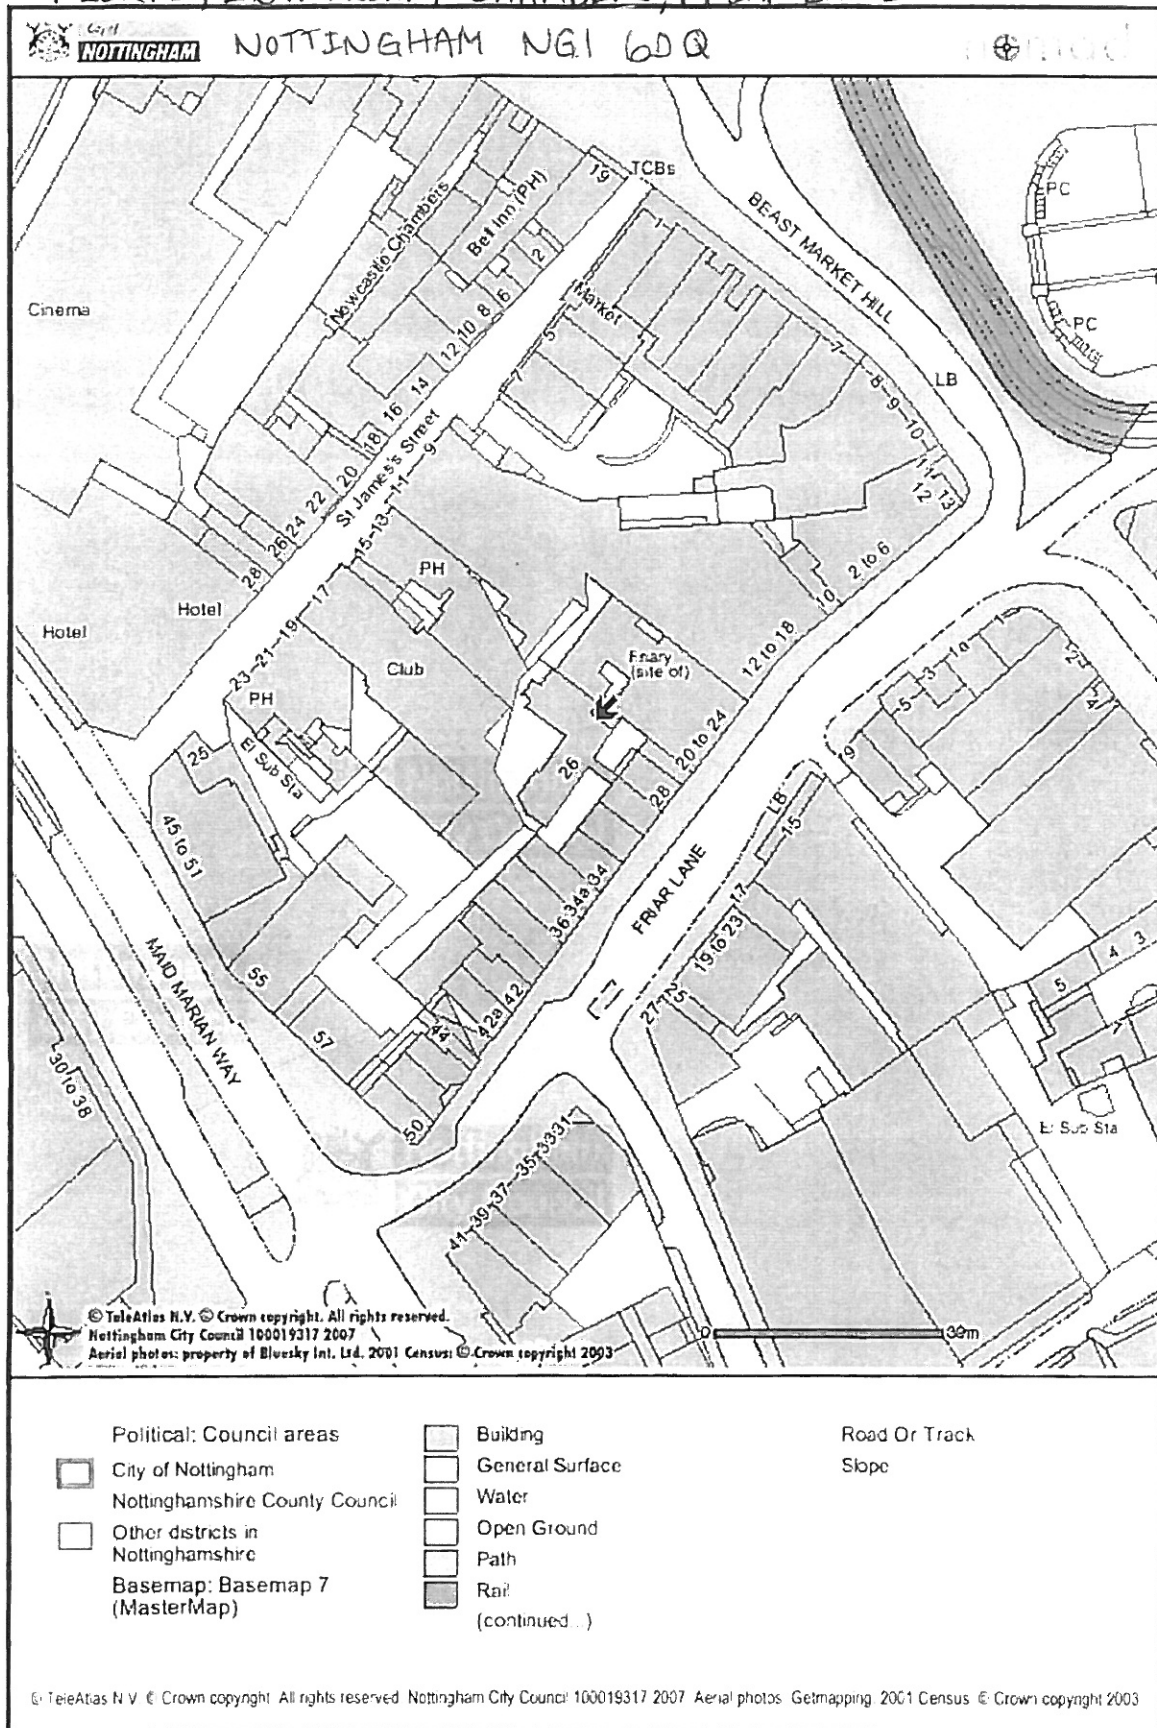 City of
NOTTINGHAM
NOTTINGHAM NG1 6DQ
nomad
TCBs
19
BEAST MARKET HILL
PC
PC
Newcastle Chambers
Bell Inn (PH)
2
6
8
10
12
14
16
18
20
22
24
26
28
Cinema
Market
1
5
7
7
8
9
10
11
12
13
LB
St James's Street
9
11
13
15
17
19
21
23
PH
Hotel
Hotel
Club
PH
El Sub Sta
25
45 to 51
2 to 6
10
12 to 18
Friary
(site of)
20 to 24
26
28
34
34a
36
42
42a
44
50
FRIAR LANE
LB
15
17
19 to 23
25
27
9
5
3
1a
1
2
4
5
4
3
1
El Sub Sta
MAID MARIAN WAY
55
57
30 to 38
31
33
35
37
39
41
© TeleAtlas N.V. © Crown copyright. All rights reserved.
Nottingham City Council 100019317 2007
Aerial photos: property of Bluesky Int. Ltd. 2001 Census: © Crown copyright 2003
0
39m
Political: Council areas
City of Nottingham
Nottinghamshire County Council
Other districts in
Nottinghamshire
Basemap: Basemap 7
(MasterMap)
Building
General Surface
Water
Open Ground
Path
Rail
(continued...)
Road Or Track
Slope
© TeleAtlas N.V. © Crown copyright. All rights reserved. Nottingham City Council 100019317 2007. Aerial photos: Getmapping. 2001 Census: © Crown copyright 2003